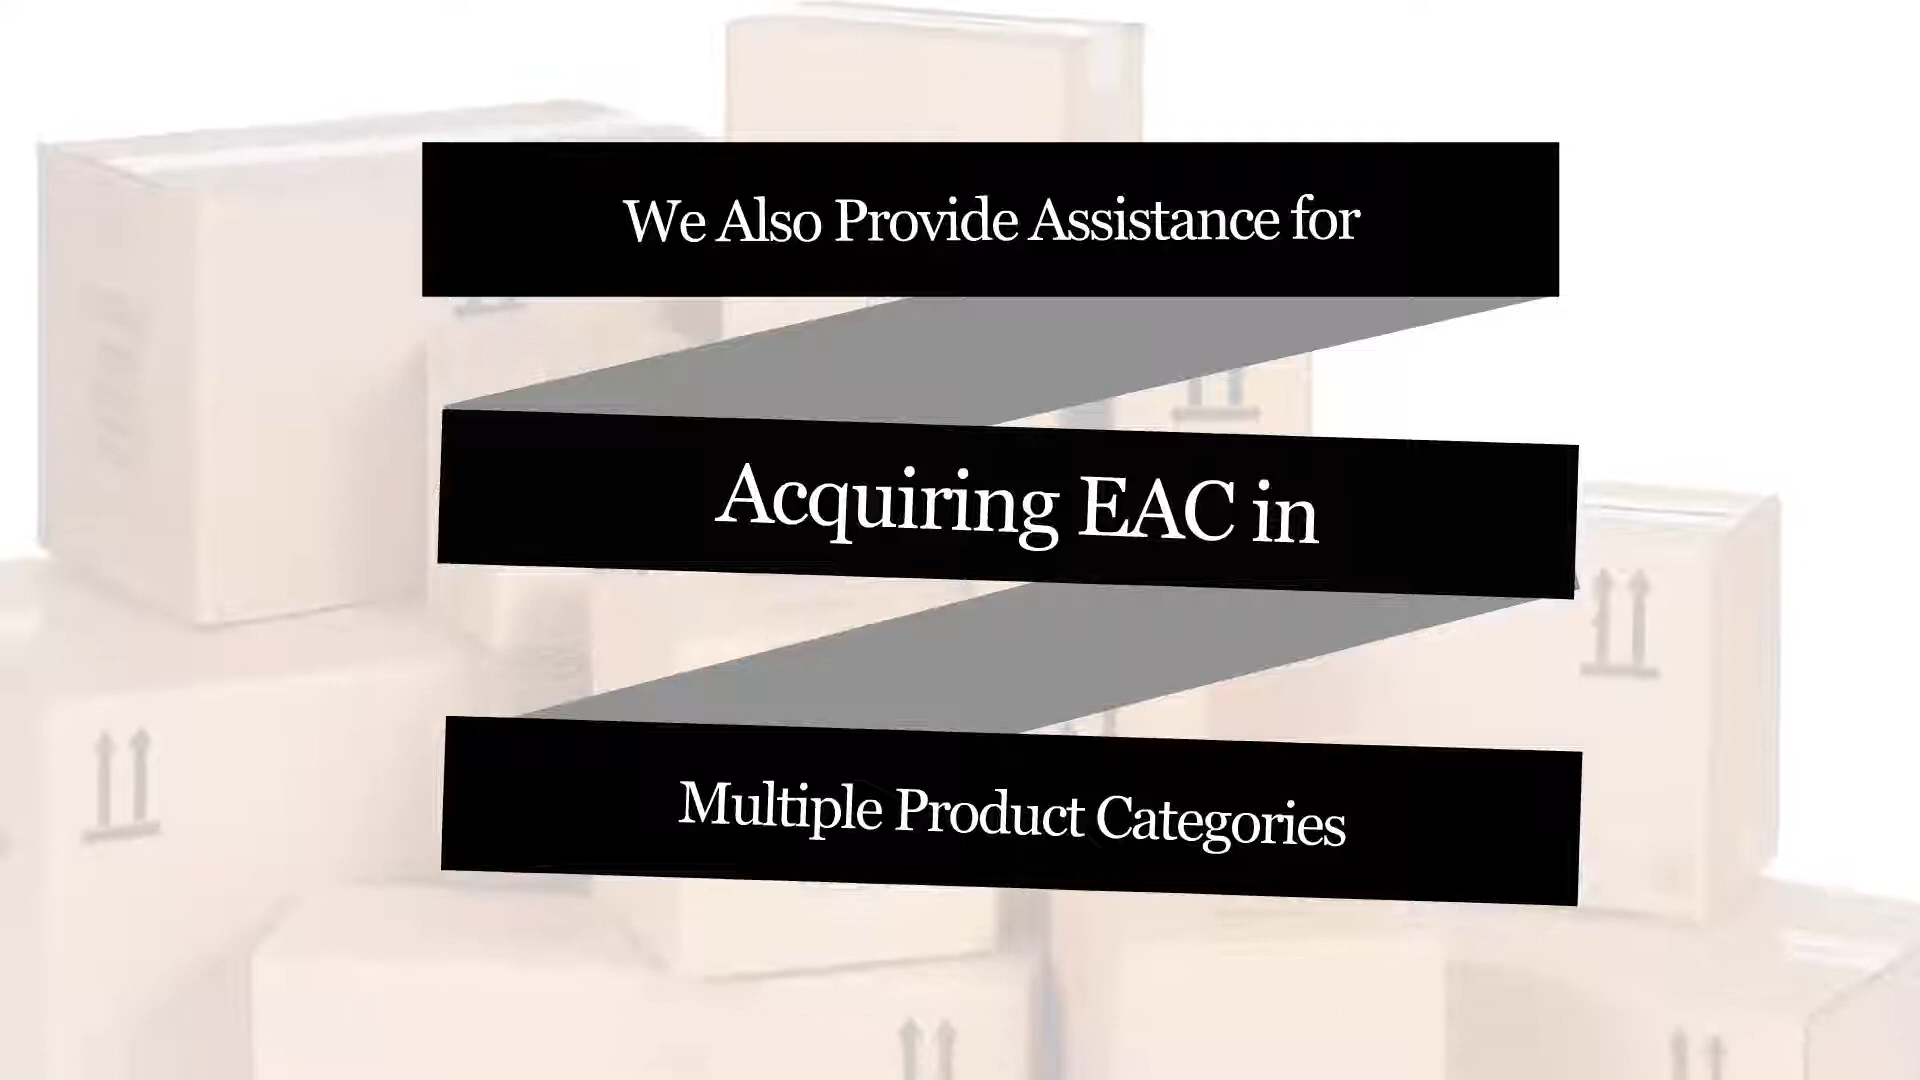 We Also Provide Assistance for
Acquiring EAC in
Multiple Product Categories